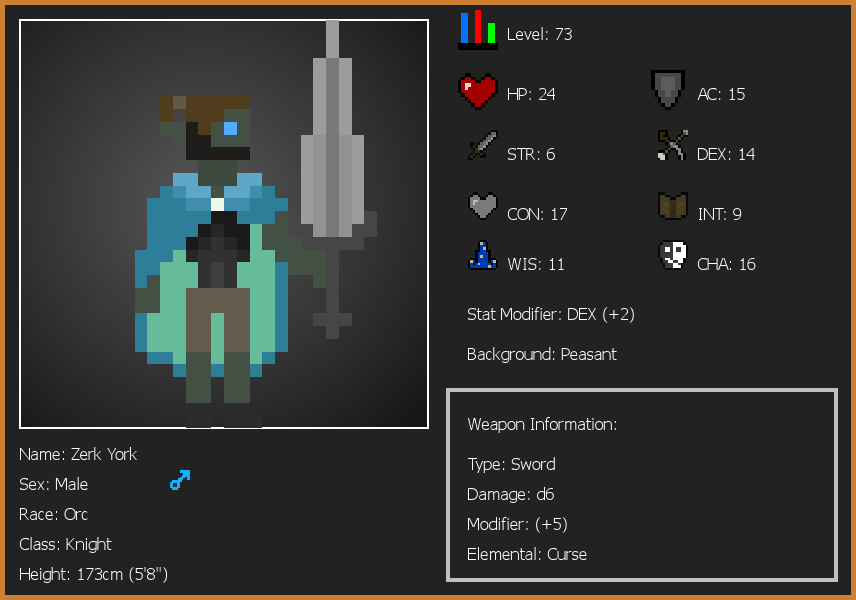 Level: 73
HP: 24
AC: 15
STR: 6
DEX: 14
CON: 17
INT: 9
WIS: 11
CHA: 16
Stat Modifier: DEX (+2)
Background: Peasant
Weapon Information:
Type: Sword
Damage: d6
Modifier: (+5)
Elemental: Curse
Name: Zerk York
Sex: Male
Race: Orc
Class: Knight
Height: 173cm (5'8")